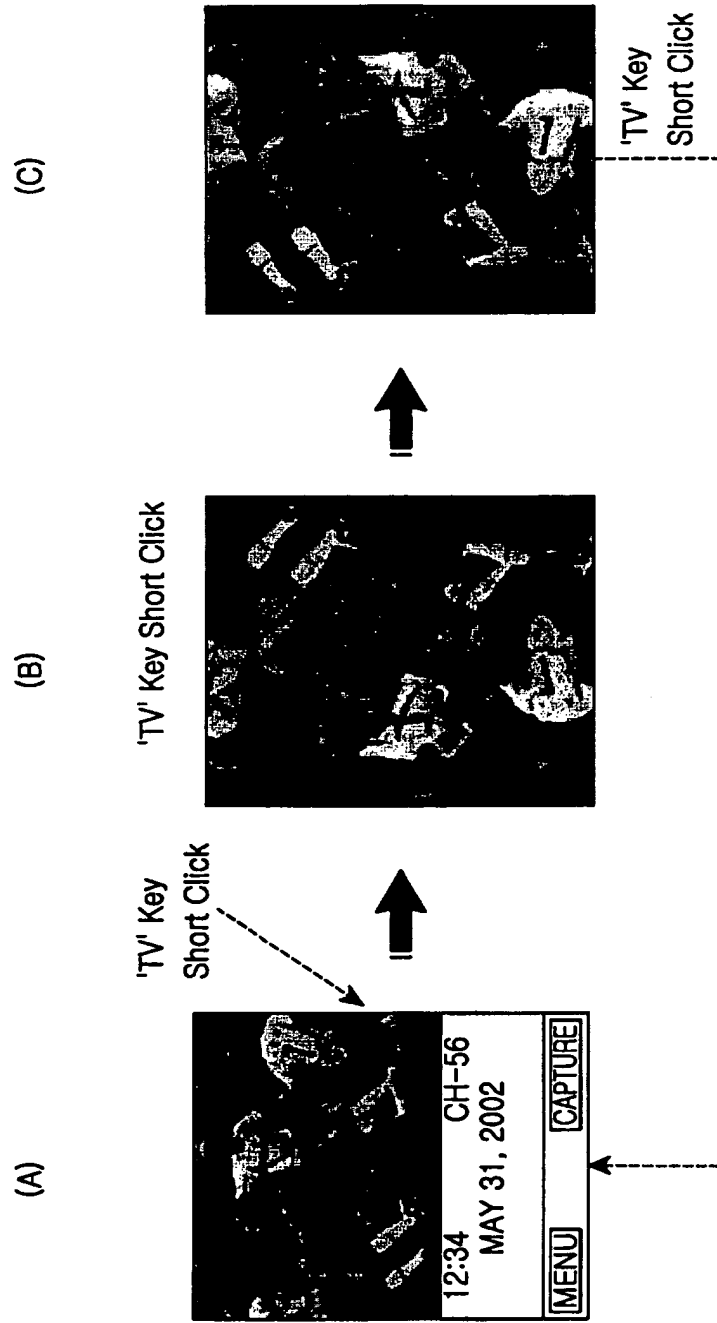 (A)
'TV' Key
Short Click
12:34 CH-56
MAY 31, 2002
MENU CAPTURE
(B)
'TV' Key Short Click
(C)
'TV' Key
Short Click